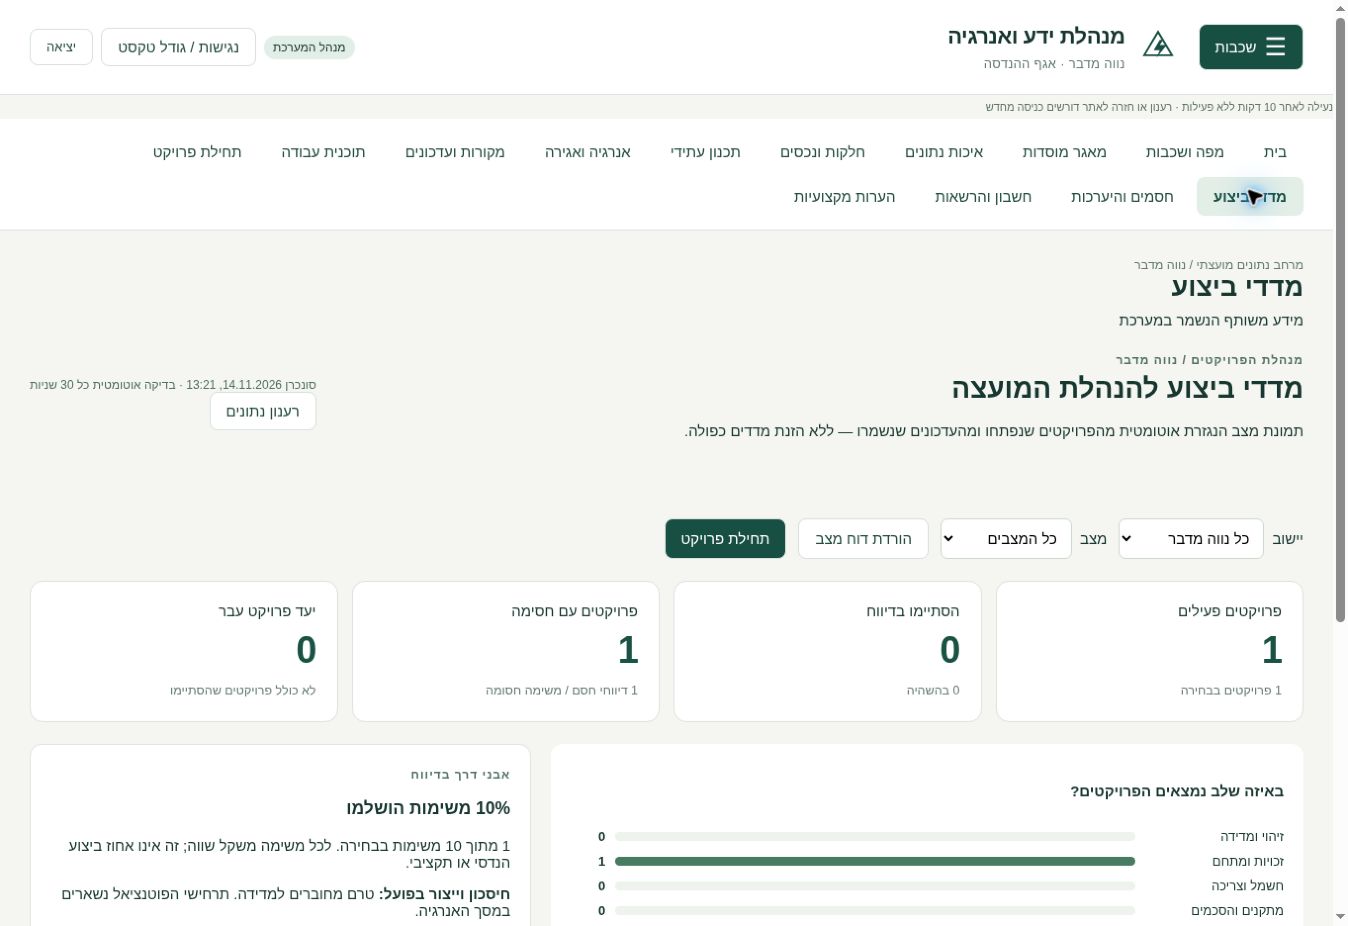 שכבות
מנהלת ידע ואנרגיה
נווה מדבר · אגף ההנדסה
מנהל המערכת
נגישות / גודל טקסט
יציאה
נעילה לאחר 10 דקות ללא פעילות · רענון או חזרה לאתר דורשים כניסה מחדש
בית מפה ושכבות מאגר מוסדות איכות נתונים חלקות ונכסים תכנון עתידי אנרגיה ואגירה מקורות ועדכונים תוכנית עבודה תחילת פרויקט
מדדי ביצוע חסמים והיערכות חשבון והרשאות הערות מקצועיות
מרחב נתונים מועצתי / נווה מדבר
מדדי ביצוע
מידע משותף הנשמר במערכת
מנהלת הפרויקטים / נווה מדבר
מדדי ביצוע להנהלת המועצה
תמונת מצב הנגזרת אוטומטית מהפרויקטים שנפתחו ומהעדכונים שנשמרו — ללא הזנת מדדים כפולה.
סונכרן 14.11.2026, 13:21 · בדיקה אוטומטית כל 30 שניות
רענון נתונים
יישוב כל נווה מדבר מצב כל המצבים הורדת דוח מצב תחילת פרויקט
פרויקטים פעילים
1
1 פרויקטים בבחירה
הסתיימו בדיווח
0
0 בהשהיה
פרויקטים עם חסימה
1
1 דיווחי חסם / משימה חסומה
יעד פרויקט עבר
0
לא כולל פרויקטים שהסתיימו
באיזה שלב נמצאים הפרויקטים?
זיהוי ומדידה 0
זכויות ומתחם 1
חשמל וצריכה 0
מתקנים והסכמים 0
אבני דרך בדיווח
10% משימות הושלמו
1 מתוך 10 משימות בבחירה. לכל משימה משקל שווה; זה אינו אחוז ביצוע
הנדסי או תקציבי.
חיסכון וייצור בפועל: טרם מחוברים למדידה. תרחישי הפוטנציאל נשארים
במסך האנרגיה.